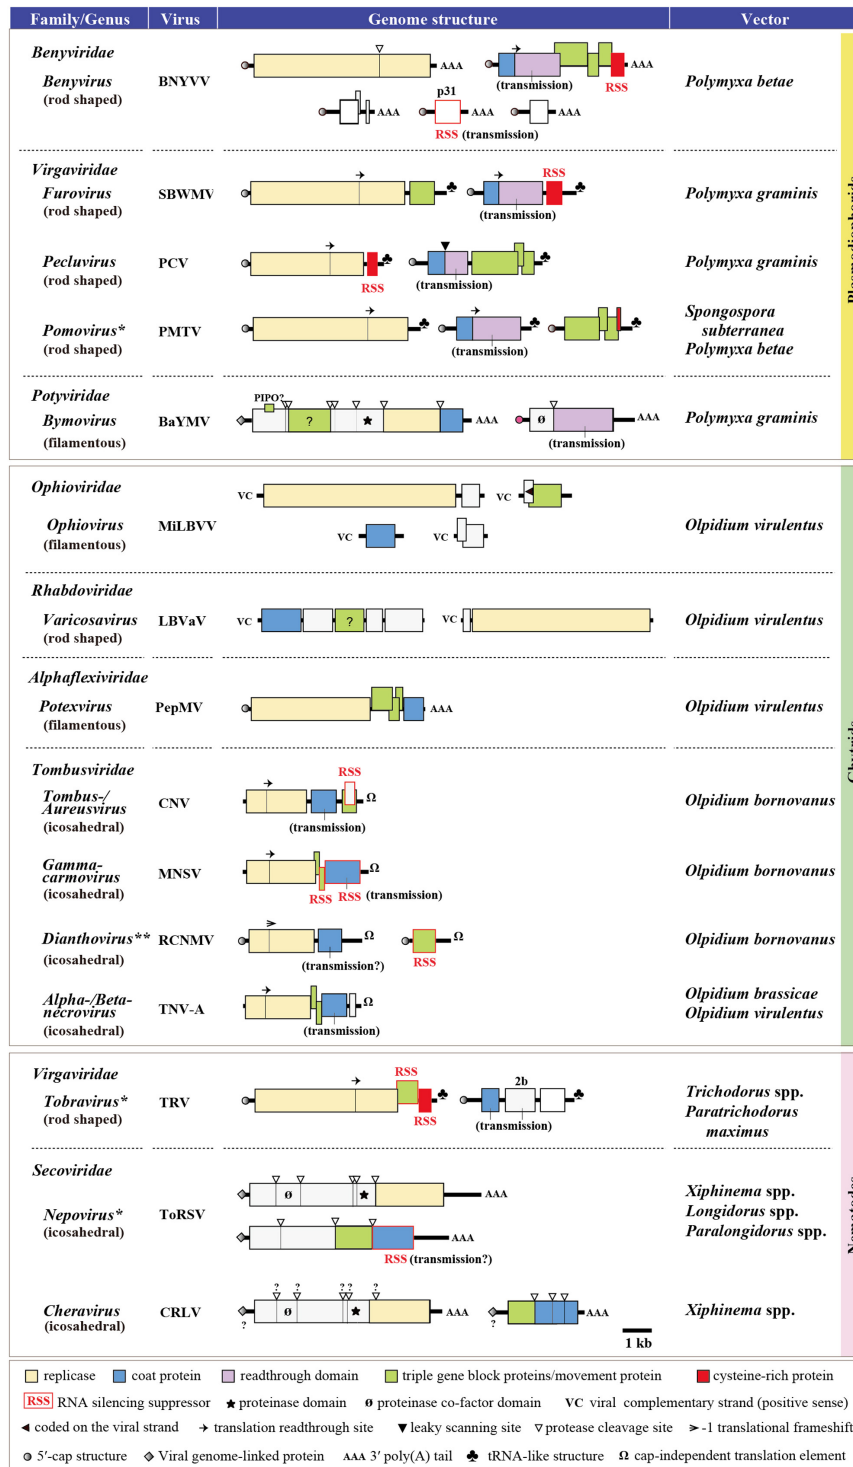 Family/Genus Virus Genome structure Vector
Benyviridae
Benyvirus BNYVV AAA AAA Polymyxa betae
(rod shaped) (transmission) RSS
p31
AAA AAA AAA
RSS (transmission)
Virgaviridae
Furovirus SBWMV RSS Polymyxa graminis
(rod shaped) (transmission)
Pecluvirus PCV Polymyxa graminis
(rod shaped) RSS (transmission)
Pomovirus* PMTV Spongospora
subterranea
(rod shaped) (transmission) Polymyxa betae
Potyviridae
PIPO?
Bymovirus BaYMV ? ★ AAA ø AAA Polymyxa graminis
(filamentous) (transmission)
Ophioviridae
VC VC
Ophiovirus MiLBVV Olpidium virulentus
(filamentous) VC VC
Rhabdoviridae
Varicosavirus LBVaV VC ? VC Olpidium virulentus
(rod shaped)
Alphaflexiviridae
Potexvirus PepMV AAA Olpidium virulentus
(filamentous)
Tombusviridae
RSS
Tombus-/
Aureusvirus CNV Ω Olpidium bornovanus
(icosahedral) (transmission)
Gamma-
carmovirus MNSV Ω Olpidium bornovanus
(icosahedral) RSS RSS (transmission)
Dianthovirus** RCNMV Ω Ω Olpidium bornovanus
(icosahedral) (transmission?) RSS
Alpha-/Beta-
necrovirus TNV-A Ω Olpidium brassicae
Olpidium virulentus
(icosahedral) (transmission)
Virgaviridae
RSS 2b
Tobravirus* TRV Trichodorus spp.
Paratrichodorus
maximus
(rod shaped) RSS (transmission)
Secoviridae
ø ★ AAA
Nepovirus* ToRSV Xiphinema spp.
Longidorus spp.
Paralongidorus spp.
(icosahedral) AAA
RSS (transmission?)
? ? ? ? ?
Cheravirus CRLV ø ★ AAA AAA Xiphinema spp.
(icosahedral) ? ?
1 kb
replicase coat protein readthrough domain triple gene block proteins/movement protein cysteine-rich protein
RSS RNA silencing suppressor ★ proteinase domain ø proteinase co-factor domain VC viral complementary strand (positive sense)
coded on the viral strand translation readthrough site leaky scanning site protease cleavage site -1 translational frameshift
5′-cap structure Viral genome-linked protein AAA 3′ poly(A) tail ♣ tRNA-like structure Ω cap-independent translation element